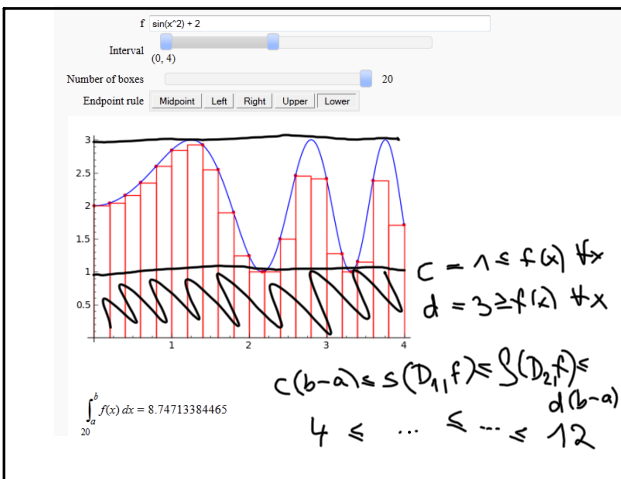 f sin(x^2) + 2
Interval
(0, 4)
Number of boxes 20
Endpoint rule Midpoint Left Right Upper Lower
3
2.5
2
1.5
1
0.5
1 2 3 4
c = 1 ≤ f(x) ∀x
d = 3 ≥ f(x) ∀x
c(b-a) ≤ s(D₁,f) ≤ S(D₂,f) ≤
d(b-a)
∫ₐᵇ f(x) dx = 8.74713384465
20
4 ≤ ... ≤ ... ≤ 12